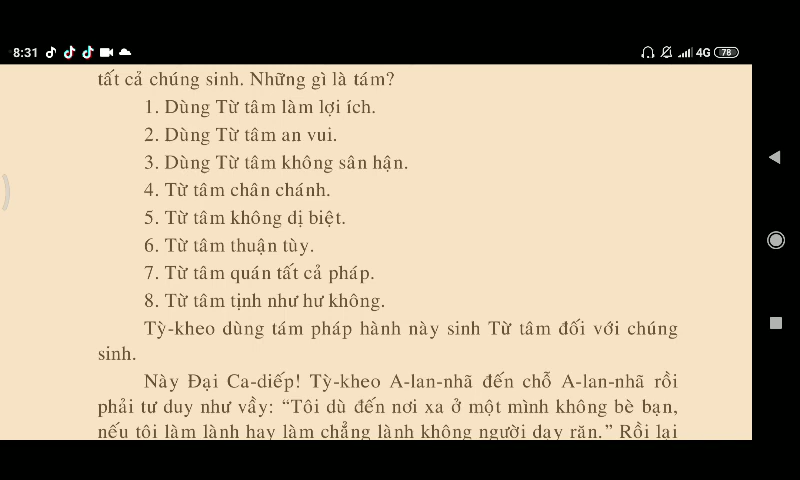 8:31
4G 78
tất cả chúng sinh. Những gì là tám?
1. Dùng Từ tâm làm lợi ích.
2. Dùng Từ tâm an vui.
3. Dùng Từ tâm không sân hận.
4. Từ tâm chân chánh.
5. Từ tâm không dị biệt.
6. Từ tâm thuận tùy.
7. Từ tâm quán tất cả pháp.
8. Từ tâm tịnh như hư không.
Tỳ-kheo dùng tám pháp hành này sinh Từ tâm đối với chúng
sinh.
Này Đại Ca-diếp! Tỳ-kheo A-lan-nhã đến chỗ A-lan-nhã rồi
phải tư duy như vầy: “Tôi dù đến nơi xa ở một mình không bè bạn,
nếu tôi làm lành hay làm chẳng lành không người dạy răn.” Rồi lại